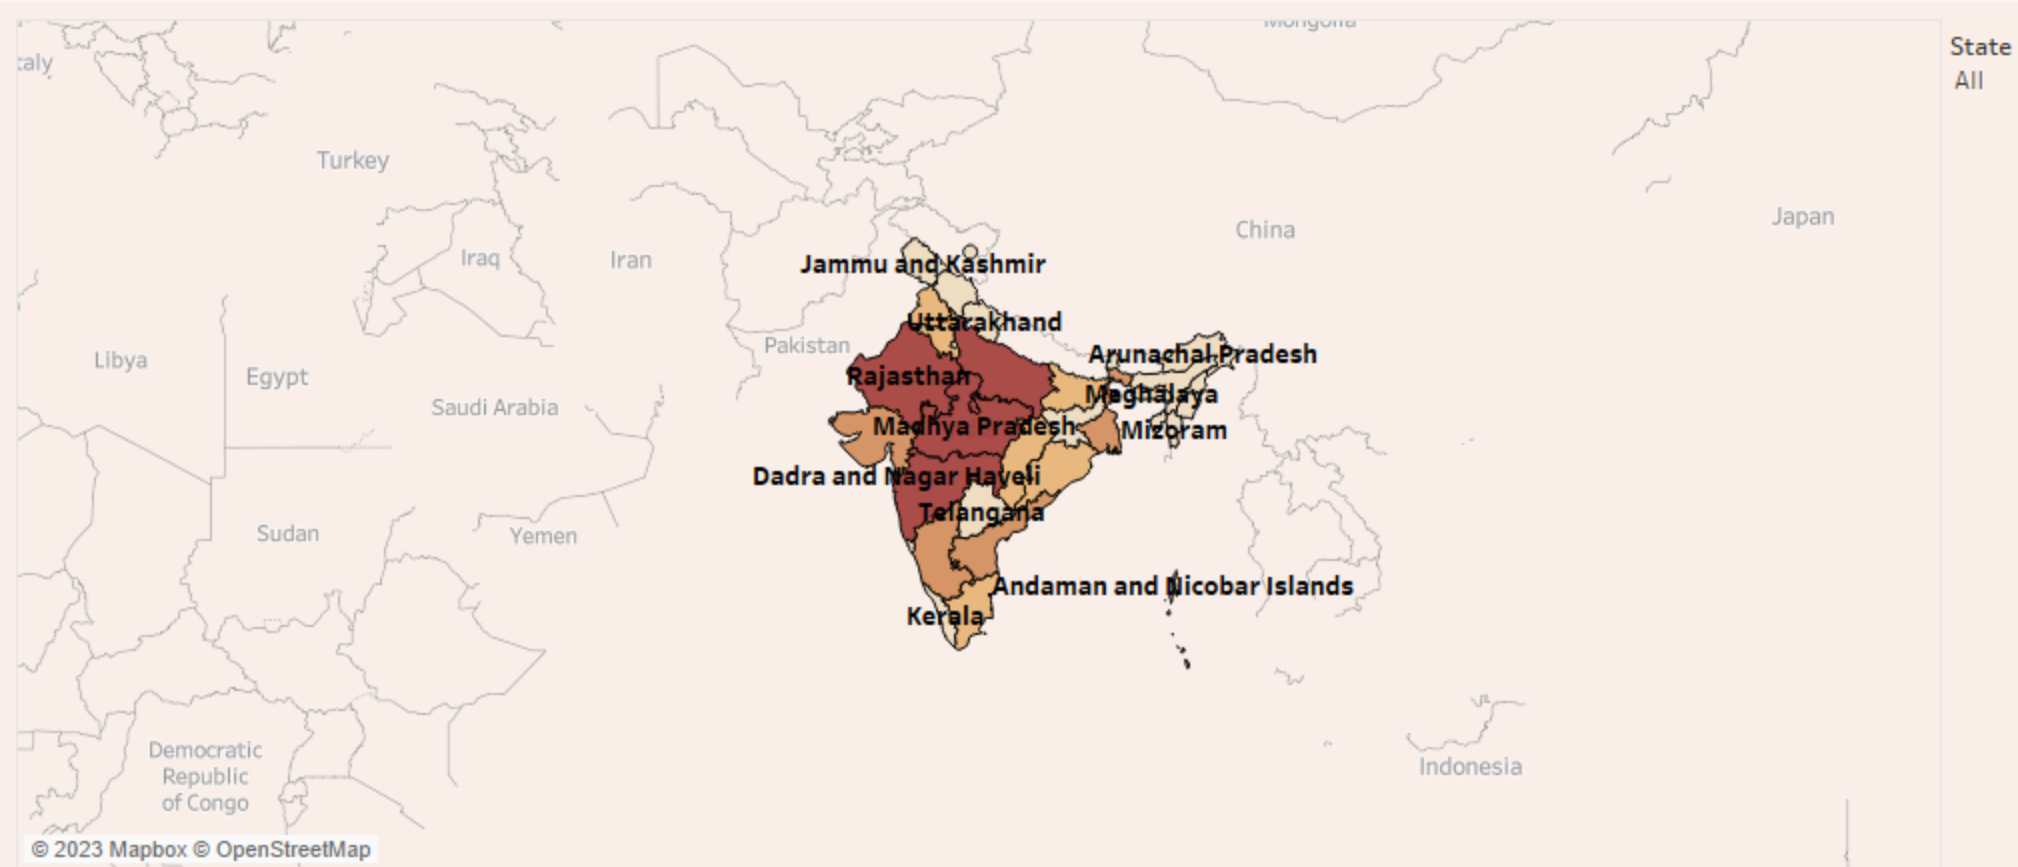 Mongolia
taly
State
All
Turkey
Japan
China
Iraq
Iran
Jammu and Kashmir
Uttarakhand
Pakistan
Arunachal Pradesh
Libya
Egypt
Rajasthan
Meghalaya
Saudi Arabia
Madhya Pradesh
Mizoram
Dadra and Nagar Haveli
Telangana
Sudan
Yemen
Andaman and Nicobar Islands
Kerala
Democratic
Republic
of Congo
Indonesia
© 2023 Mapbox © OpenStreetMap